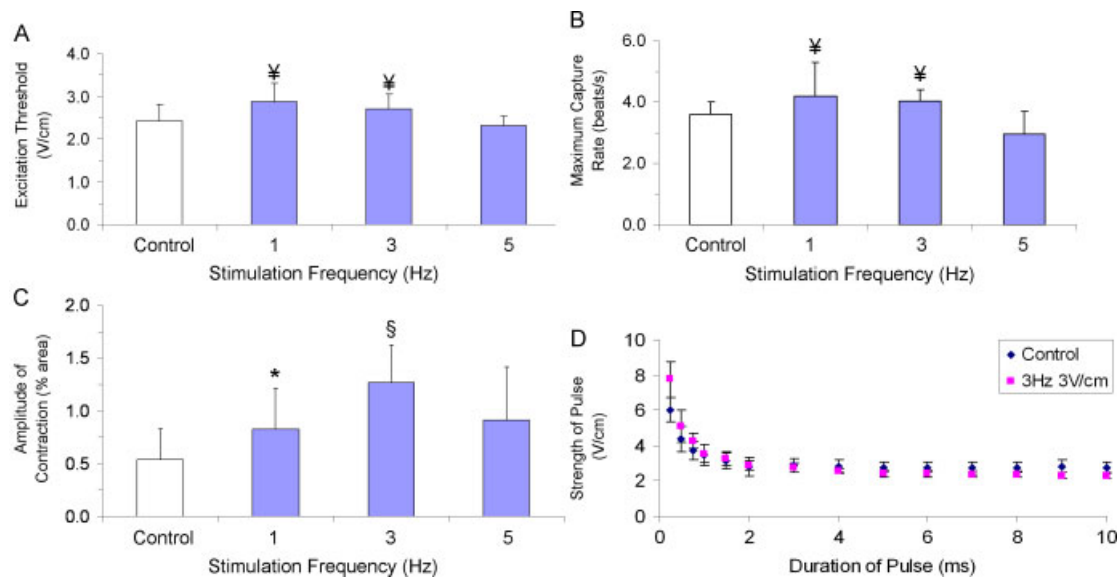 A
Excitation Threshold
(V/cm)
4.0
3.0
2.0
1.0
0.0
¥
¥
Control
1
3
5
Stimulation Frequency (Hz)
B
Maximum Capture
Rate (beats/s)
6.0
4.0
2.0
0.0
¥
¥
Control
1
3
5
Stimulation Frequency (Hz)
C
Amplitude of
Contraction (% area)
2.0
1.5
1.0
0.5
0.0
*
§
Control
1
3
5
Stimulation Frequency (Hz)
D
Strength of Pulse
(V/cm)
10
8
6
4
2
0
Control
3Hz 3V/cm
0
2
4
6
8
10
Duration of Pulse (ms)